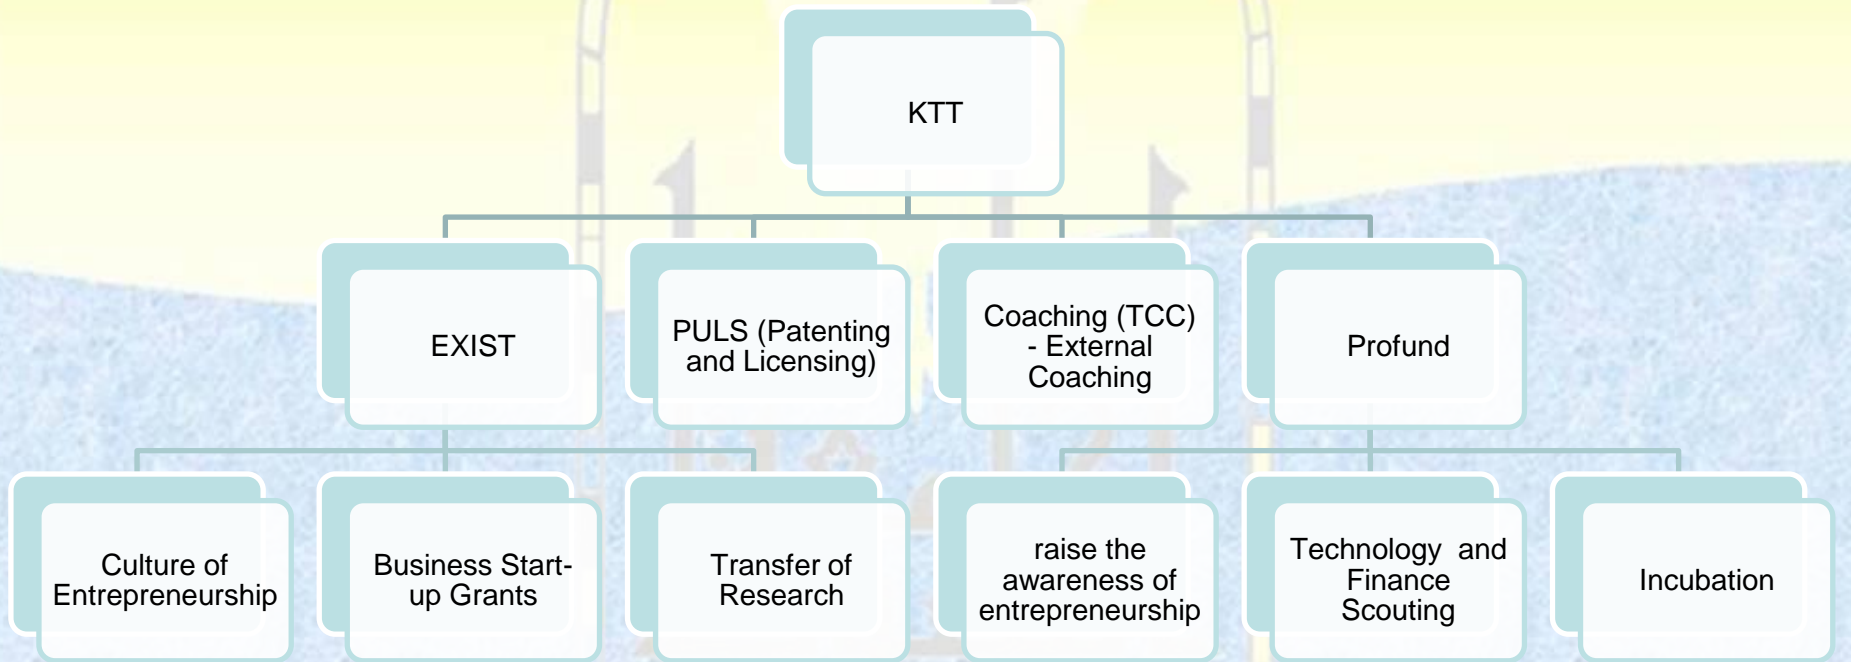 KTT
EXIST
PULS (Patenting
and Licensing)
Coaching (TCC)
- External
Coaching
Profund
Culture of
Entrepreneurship
Business Start-
up Grants
Transfer of
Research
raise the
awareness of
entrepreneurship
Technology and
Finance
Scouting
Incubation